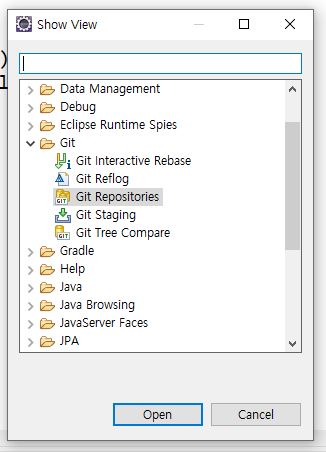 Show View
Data Management
Debug
Eclipse Runtime Spies
Git
Git Interactive Rebase
Git Reflog
Git Repositories
Git Staging
Git Tree Compare
Gradle
Help
Java
Java Browsing
JavaServer Faces
JPA
Open Cancel